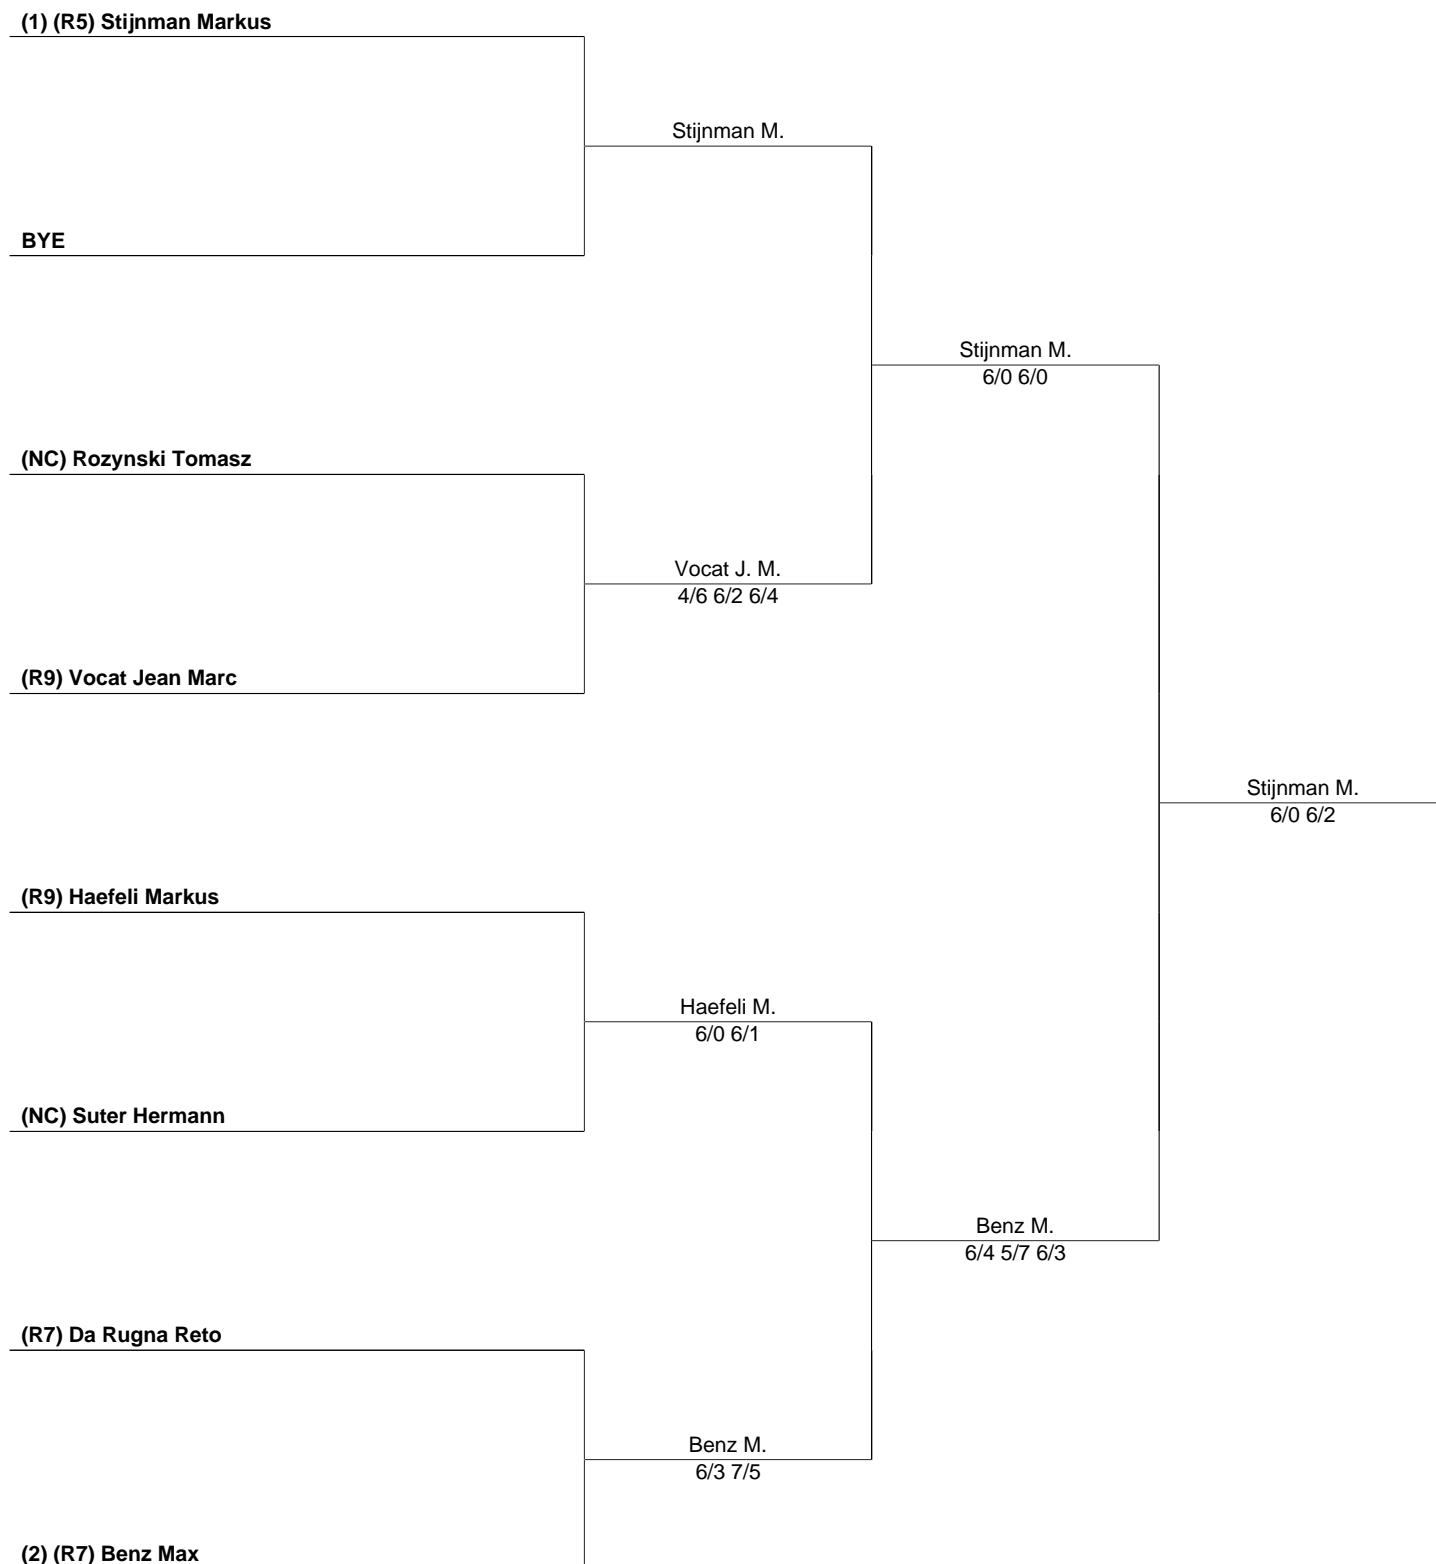 (1) (R5) Stijnman Markus
Stijnman M.
BYE
Stijnman M.
6/0 6/0
(NC) Rozynski Tomasz
Vocat J. M.
4/6 6/2 6/4
(R9) Vocat Jean Marc
Stijnman M.
6/0 6/2
(R9) Haefeli Markus
Haefeli M.
6/0 6/1
(NC) Suter Hermann
Benz M.
6/4 5/7 6/3
(R7) Da Rugna Reto
Benz M.
6/3 7/5
(2) (R7) Benz Max